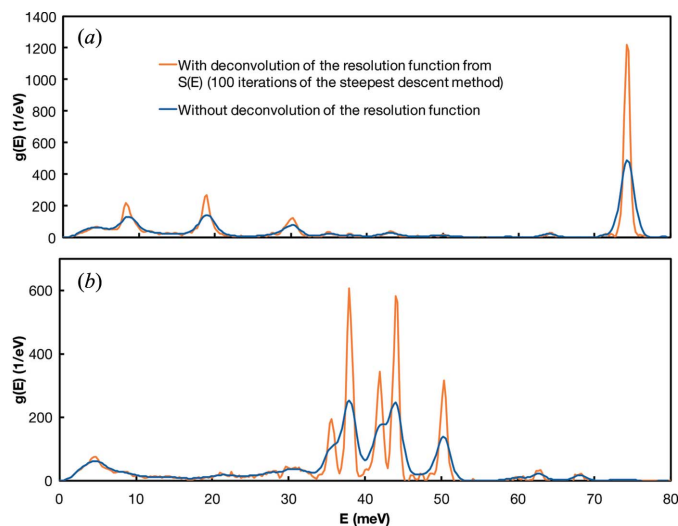 1400
(a)
1200
With deconvolution of the resolution function from
S(E) (100 iterations of the steepest descent method)
1000
Without deconvolution of the resolution function
800
g(E) (1/eV)
600
400
200
0
(b)
600
400
g(E) (1/eV)
200
0
0 10 20 30 40 50 60 70 80
E (meV)